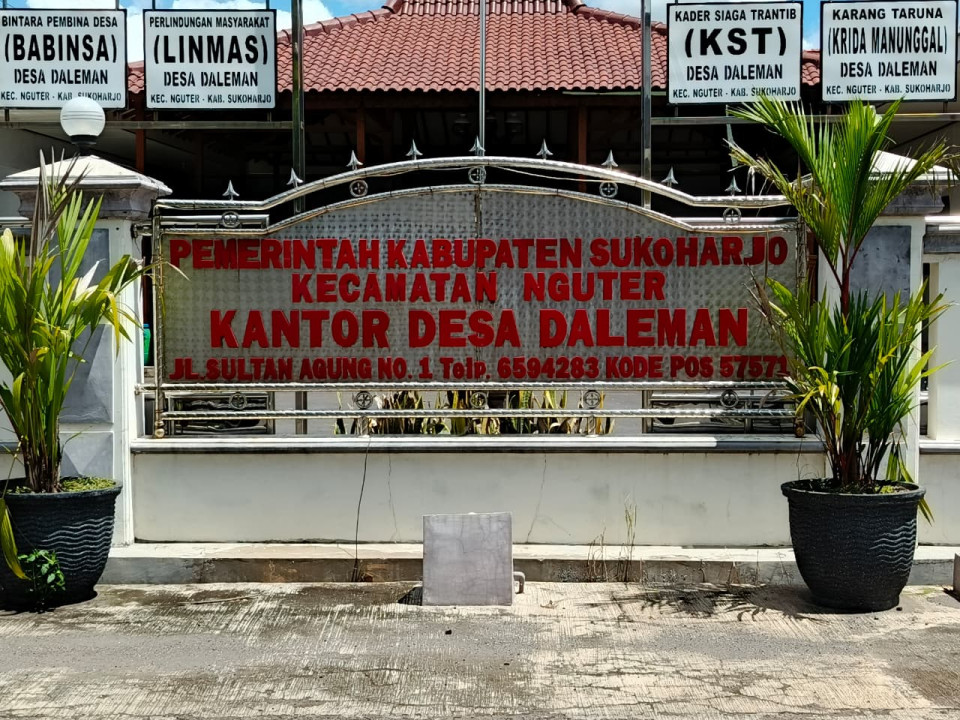 BINTARA PEMBINA DESA
(BABINSA)
DESA DALEMAN
KEC. NGUTER - KAB. SUKOHARJO
PERLINDUNGAN MASYARAKAT
(LINMAS)
DESA DALEMAN
KEC. NGUTER - KAB. SUKOHARJO
KADER SIAGA TRANTIB
(KST)
DESA DALEMAN
KEC. NGUTER - KAB. SUKOHARJO
KARANG TARUNA
(KRIDA MANUNGGAL)
DESA DALEMAN
KEC. NGUTER - KAB. SUKOHARJO
PEMERINTAH KABUPATEN SUKOHARJO
KECAMATAN NGUTER
KANTOR DESA DALEMAN
JL.SULTAN AGUNG NO. 1 Telp. 6594283 KODE POS 57571